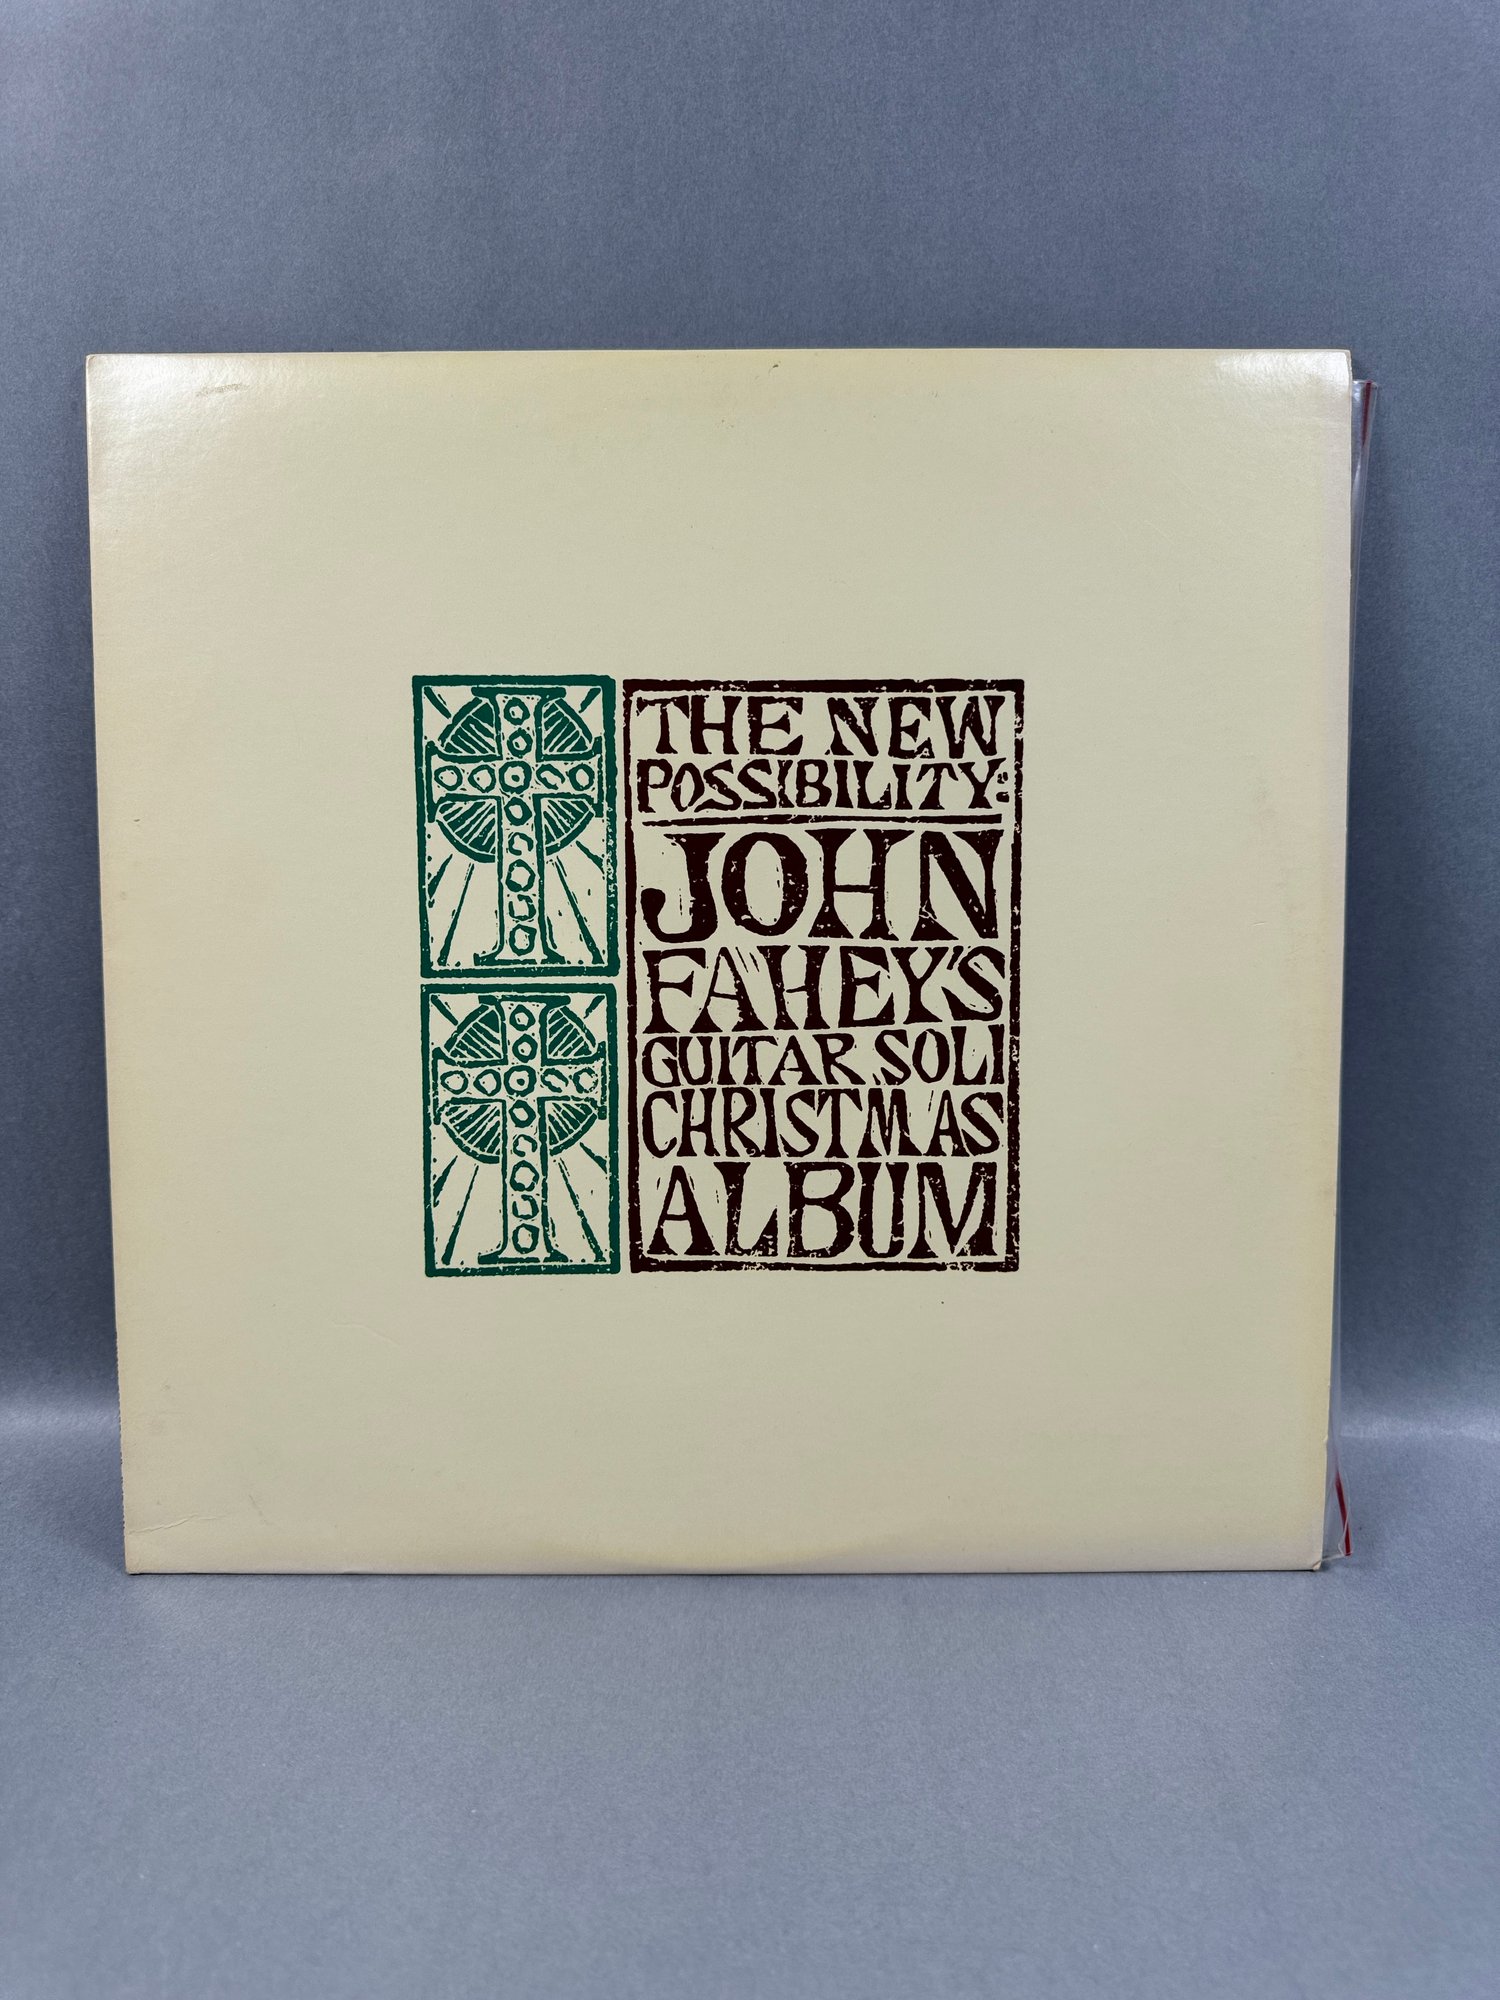 THE NEW
POSSIBILITY:
JOHN
FAHEY'S
GUITAR SOLI
CHRISTMAS
ALBUM